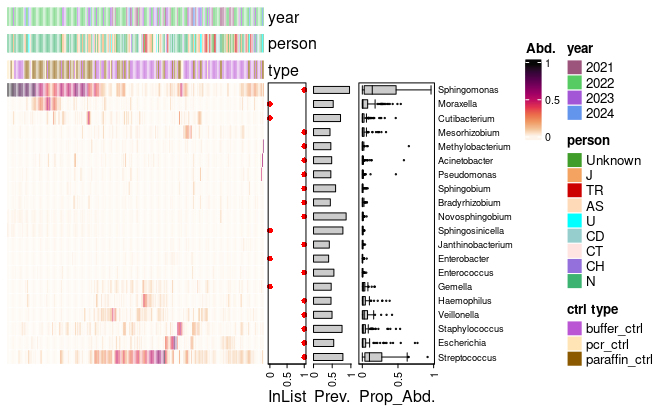 year
person
type
Sphingomonas
Moraxella
Cutibacterium
Mesorhizobium
Methylobacterium
Acinetobacter
Pseudomonas
Sphingobium
Bradyrhizobium
Novosphingobium
Sphingosinicella
Janthinobacterium
Enterobacter
Enterococcus
Gemella
Haemophilus
Veillonella
Staphylococcus
Escherichia
Streptococcus
0 0.5 1
InList
0 0.5 1
Prev.
0 0.5 1
Prop_Abd.
Abd.
1
0.5
0
year
2021
2022
2023
2024
person
Unknown
J
TR
AS
U
CD
CT
CH
N
ctrl type
buffer_ctrl
pcr_ctrl
paraffin_ctrl